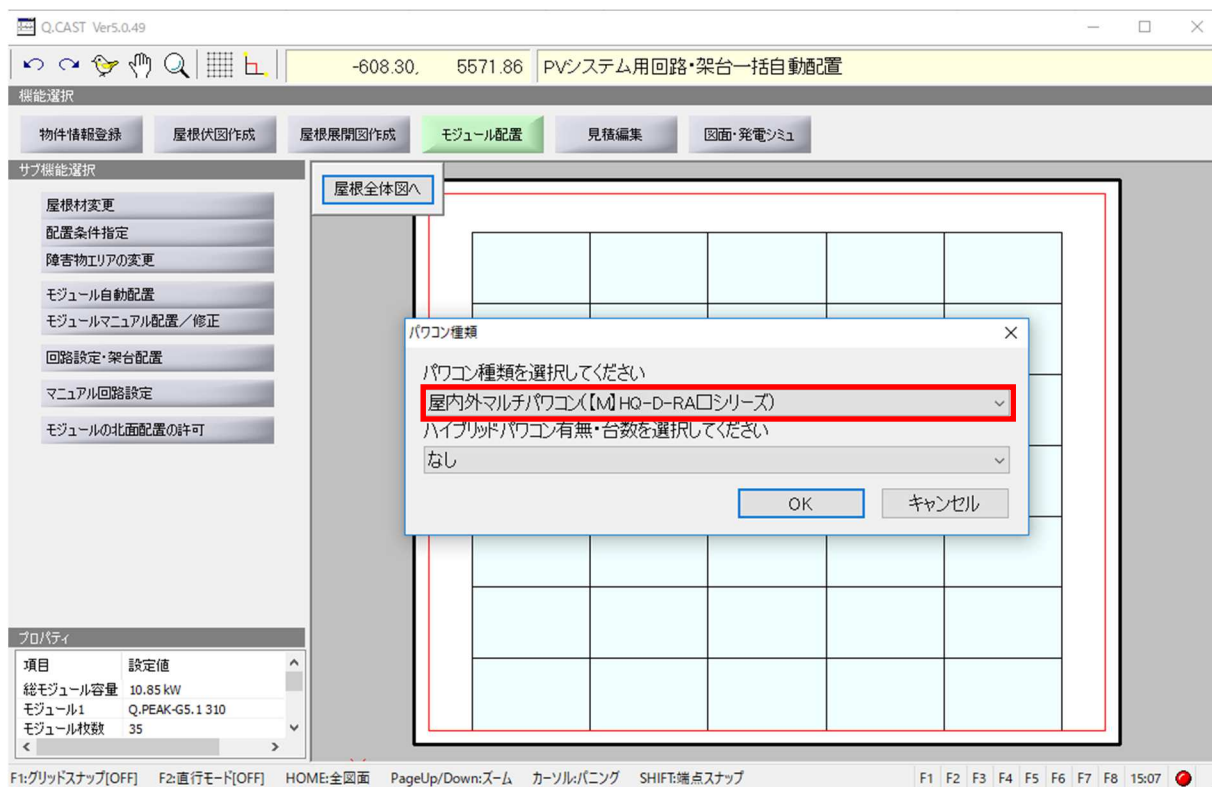 Q.CAST Ver5.0.49
-608.30, 5571.86 PVシステム用回路・架台一括自動配置
機能選択
物件情報登録 屋根伏図作成 屋根展開図作成 モジュール配置 見積編集 図面・発電シミュ
サブ機能選択
屋根全体図へ
屋根材変更
配置条件指定
障害物エリアの変更
モジュール自動配置
モジュールマニュアル配置／修正
回路設定・架台配置
マニュアル回路設定
モジュールの北面配置の許可
パワコン種類
パワコン種類を選択してください
屋内外マルチパワコン(【M】HQ-D-RA□シリーズ)
ハイブリッドパワコン有無・台数を選択してください
なし
OK キャンセル
プロパティ
項目 設定値
総モジュール容量 10.85 kW
モジュール1 Q.PEAK-G5.1 310
モジュール枚数 35
F1:グリッドスナップ[OFF] F2:直行モード[OFF] HOME:全図面 PageUp/Down:ズーム カーソル:パニング SHIFT:端点スナップ F1 F2 F3 F4 F5 F6 F7 F8 15:07